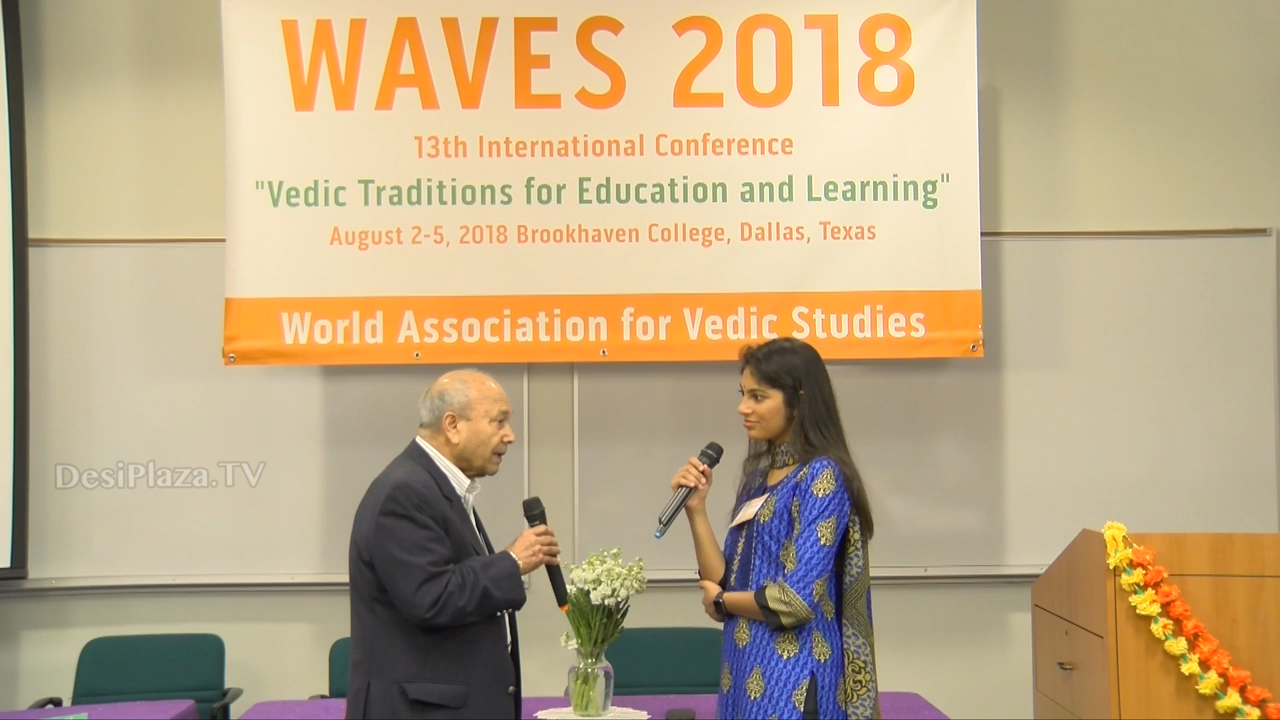 WAVES 2018
13th International Conference
"Vedic Traditions for Education and Learning"
August 2-5, 2018 Brookhaven College, Dallas, Texas
World Association for Vedic Studies
DesiPlaza.TV